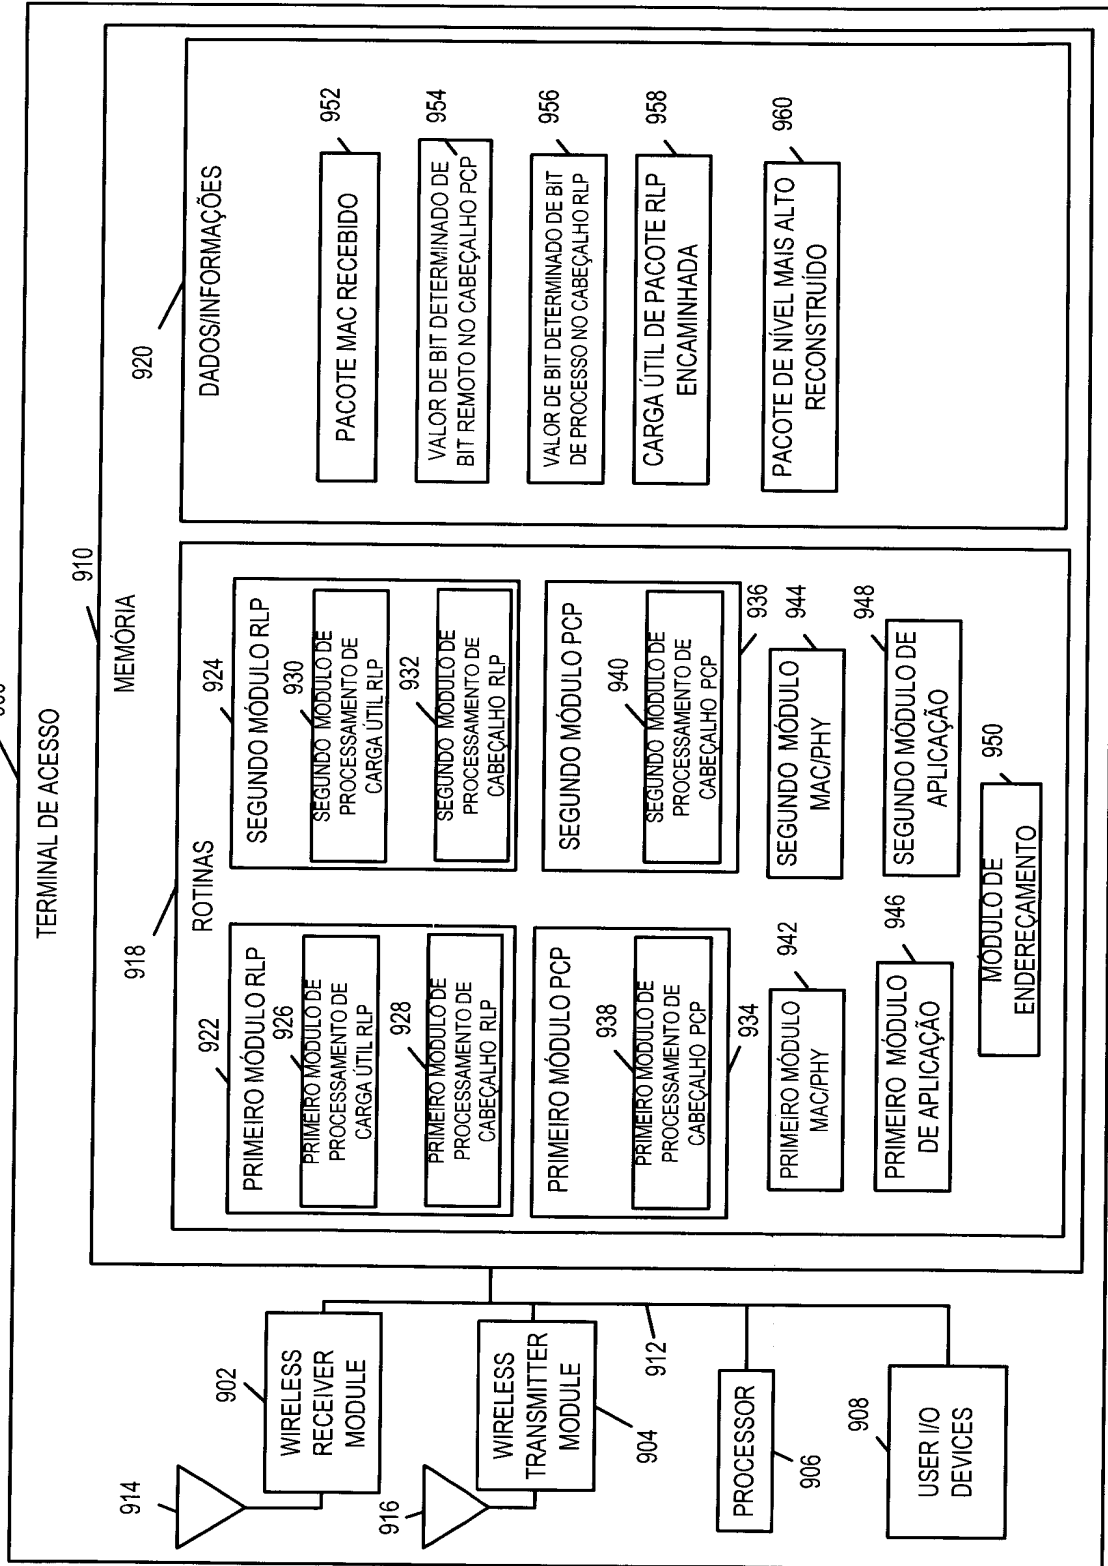 TERMINAL DE ACESSO
910
MEMÓRIA
914
902
WIRELESS
RECEIVER
MODULE
916
WIRELESS
TRANSMITTER
MODULE
904
912
PROCESSOR
906
908
USER I/O
DEVICES
918
ROTINAS
922
PRIMEIRO MÓDULO RLP
926
PRIMEIRO MÓDULO DE
PROCESSAMENTO DE
CARGA ÚTIL RLP
928
PRIMEIRO MÓDULO DE
PROCESSAMENTO DE
CABEÇALHO RLP
924
SEGUNDO MÓDULO RLP
930
SEGUNDO MÓDULO DE
PROCESSAMENTO DE
CARGA ÚTIL RLP
932
SEGUNDO MÓDULO DE
PROCESSAMENTO DE
CABEÇALHO RLP
PRIMEIRO MÓDULO PCP
938
PRIMEIRO MÓDULO DE
PROCESSAMENTO DE
CABEÇALHO PCP
934
SEGUNDO MÓDULO PCP
940
SEGUNDO MÓDULO DE
PROCESSAMENTO DE
CABEÇALHO PCP
936
942
PRIMEIRO MÓDULO
MAC/PHY
944
SEGUNDO MÓDULO
MAC/PHY
946
PRIMEIRO MÓDULO
DE APLICAÇÃO
948
SEGUNDO MÓDULO DE
APLICAÇÃO
950
MÓDULO DE
ENDEREÇAMENTO
920
DADOS/INFORMAÇÕES
952
PACOTE MAC RECEBIDO
954
VALOR DE BIT DETERMINADO DE
BIT REMOTO NO CABEÇALHO PCP
956
VALOR DE BIT DETERMINADO DE BIT
DE PROCESSO NO CABEÇALHO RLP
958
CARGA ÚTIL DE PACOTE RLP
ENCAMINHADA
960
PACOTE DE NÍVEL MAIS ALTO
RECONSTRUÍDO